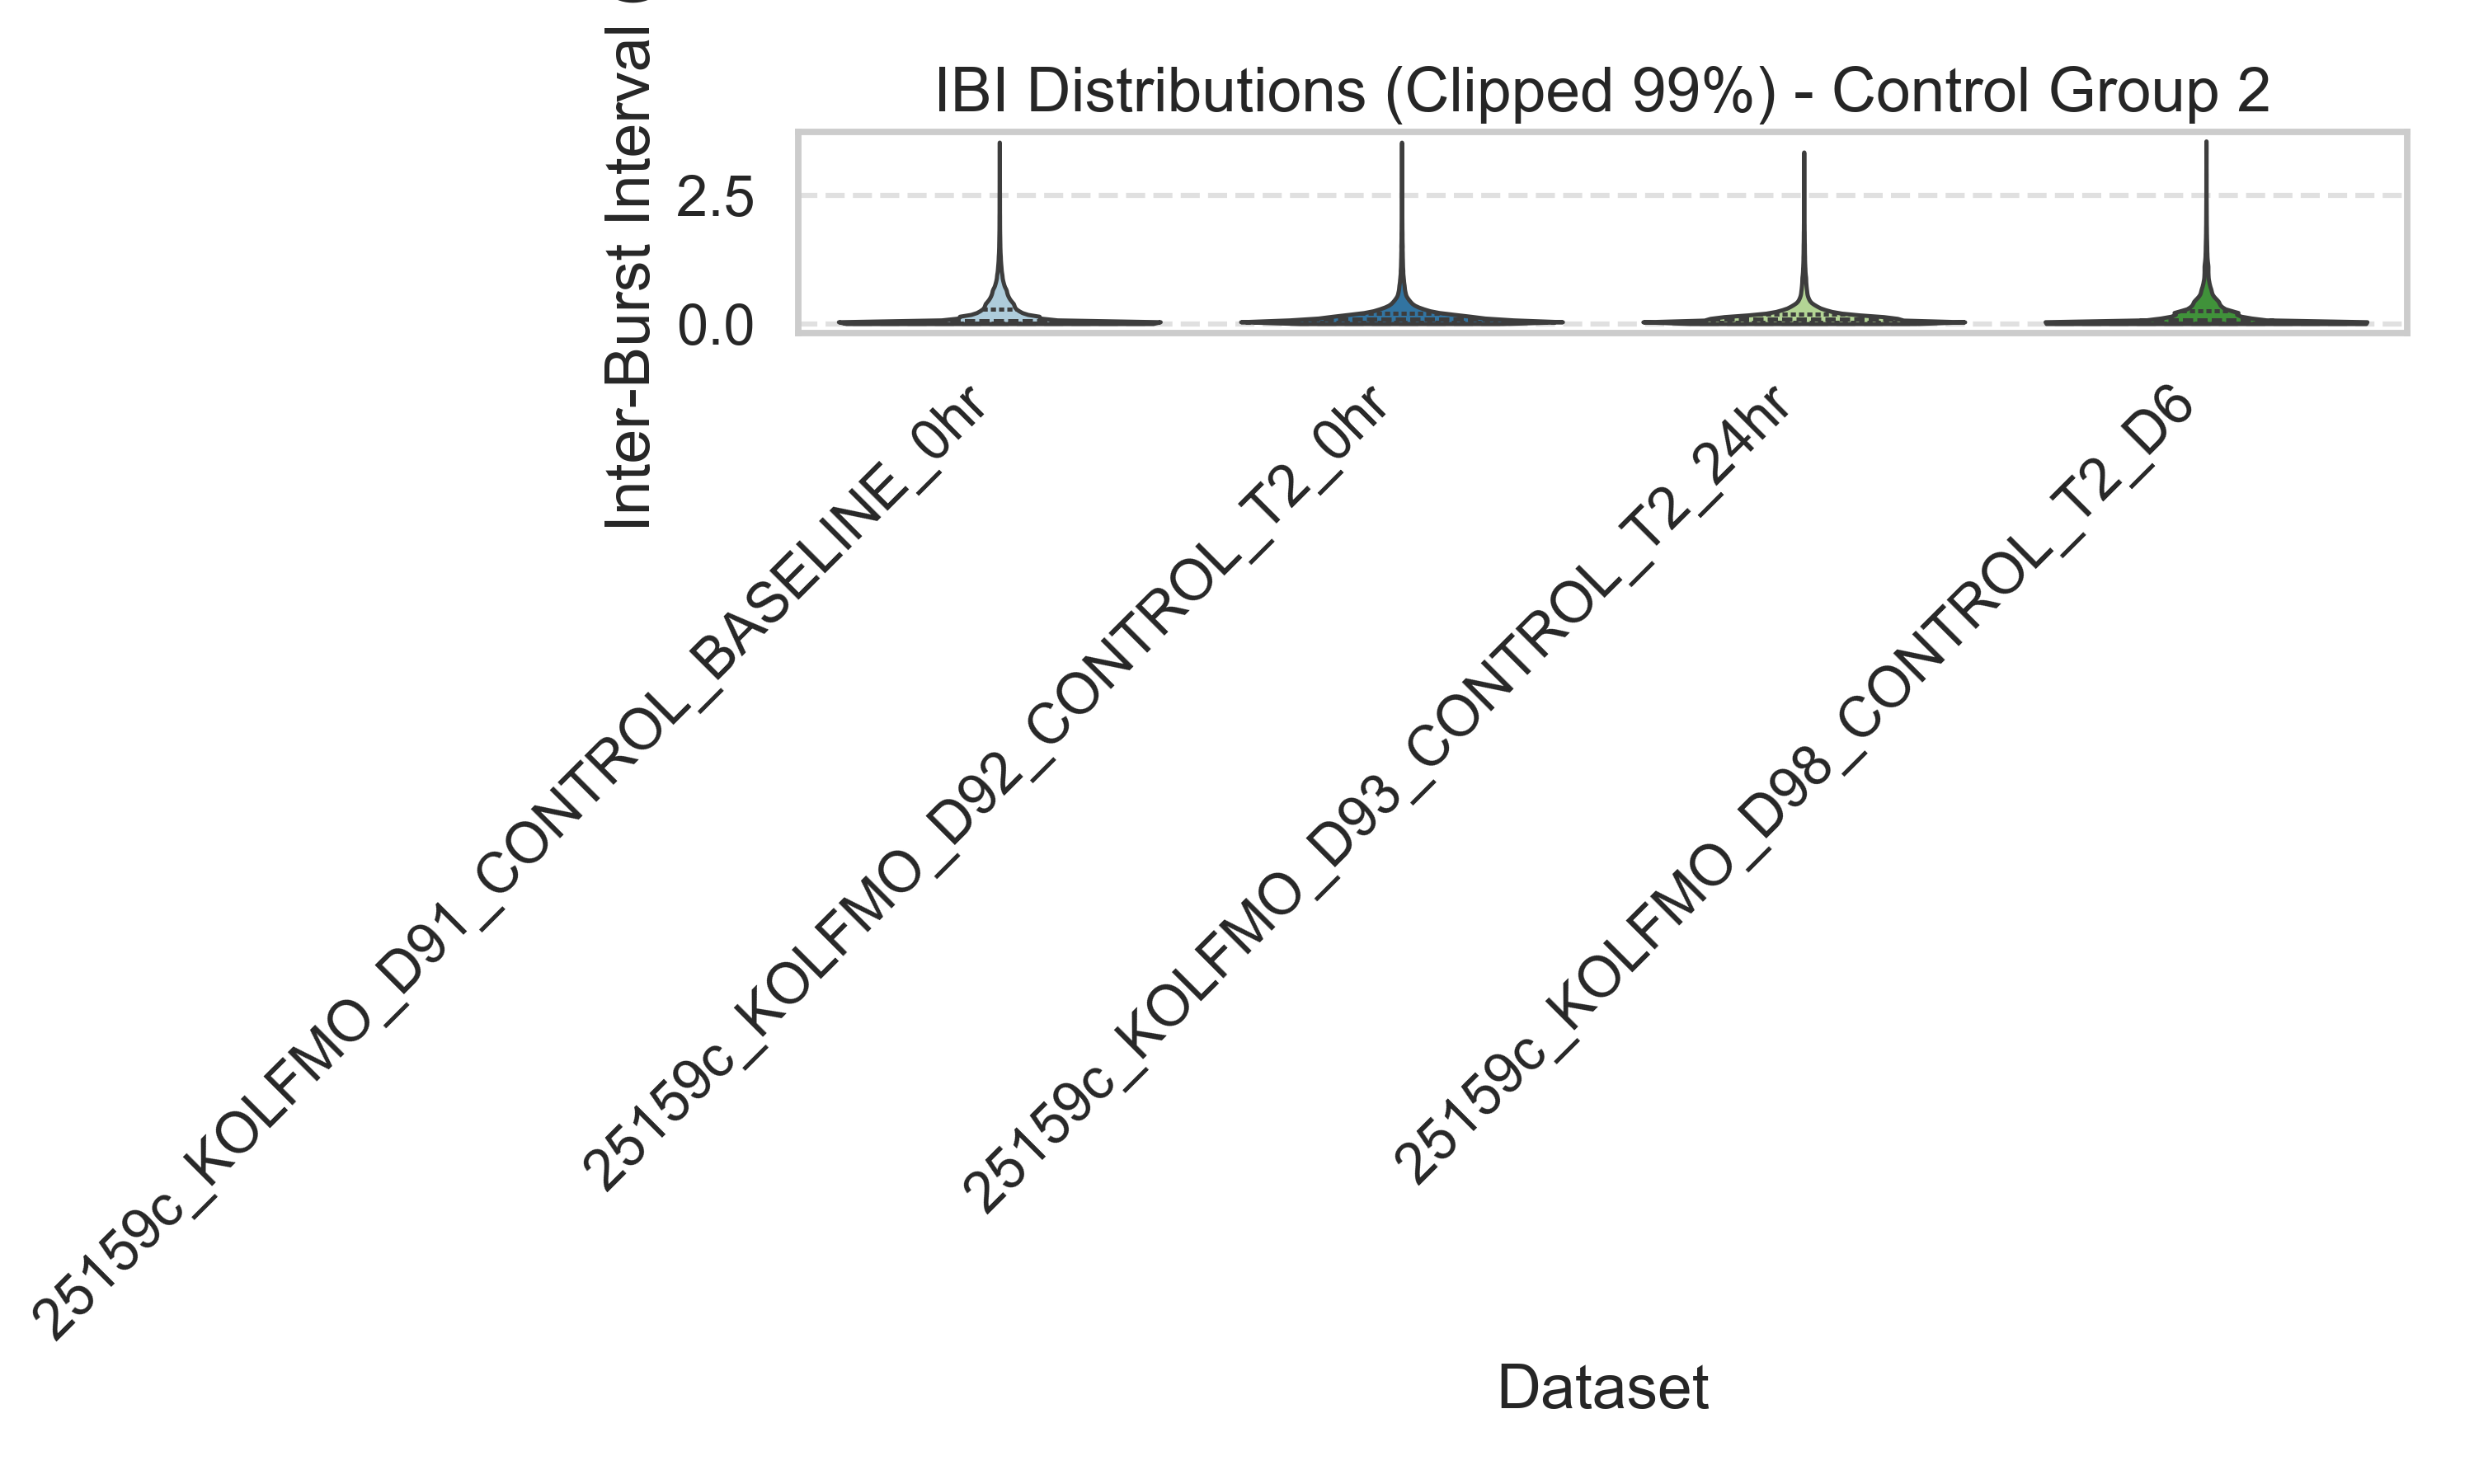 IBI Distributions (Clipped 99%) - Control Group 2
Inter-Burst Interval
2.5
0.0
25159c_KOLFMO_D91_CONTROL_BASELINE_0hr
25159c_KOLFMO_D92_CONTROL_T2_0hr
25159c_KOLFMO_D93_CONTROL_T2_24hr
25159c_KOLFMO_D98_CONTROL_T2_D6
Dataset